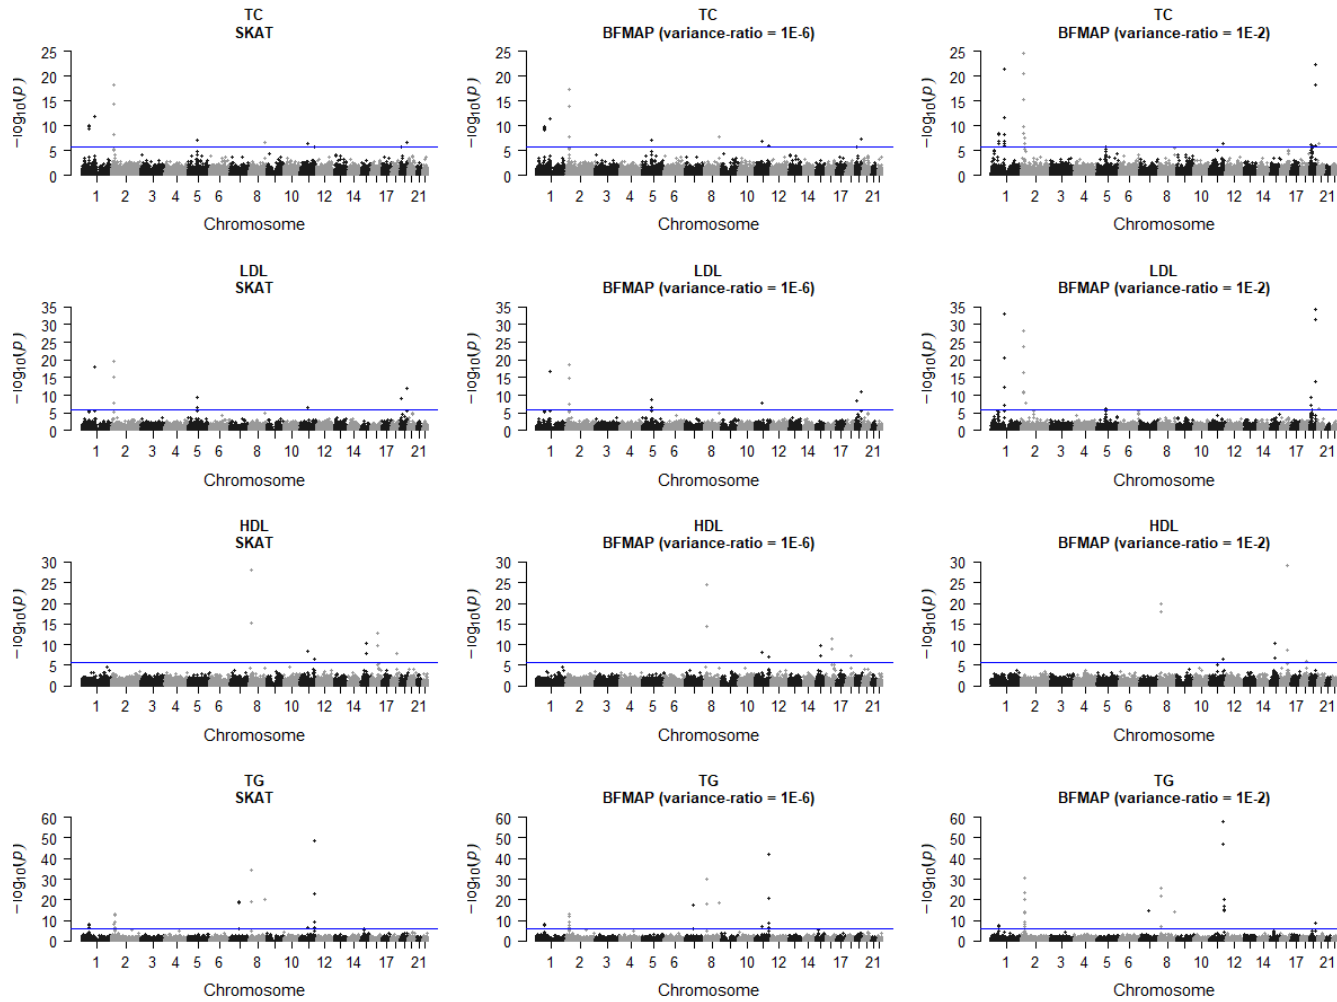 TC
SKAT
25
20
15
10
5
0
−log10(p)
1 2 3 4 5 6 8 10 12 14 17 21
Chromosome
TC
BFMAP (variance-ratio = 1E-6)
25
20
15
10
5
0
−log10(p)
1 2 3 4 5 6 8 10 12 14 17 21
Chromosome
TC
BFMAP (variance-ratio = 1E-2)
25
20
15
10
5
0
−log10(p)
1 2 3 4 5 6 8 10 12 14 17 21
Chromosome
LDL
SKAT
35
30
25
20
15
10
5
0
−log10(p)
1 2 3 4 5 6 8 10 12 14 17 21
Chromosome
LDL
BFMAP (variance-ratio = 1E-6)
35
30
25
20
15
10
5
0
−log10(p)
1 2 3 4 5 6 8 10 12 14 17 21
Chromosome
LDL
BFMAP (variance-ratio = 1E-2)
35
30
25
20
15
10
5
0
−log10(p)
1 2 3 4 5 6 8 10 12 14 17 21
Chromosome
HDL
SKAT
30
25
20
15
10
5
0
−log10(p)
1 2 3 4 5 6 8 10 12 14 17 21
Chromosome
HDL
BFMAP (variance-ratio = 1E-6)
30
25
20
15
10
5
0
−log10(p)
1 2 3 4 5 6 8 10 12 14 17 21
Chromosome
HDL
BFMAP (variance-ratio = 1E-2)
30
25
20
15
10
5
0
−log10(p)
1 2 3 4 5 6 8 10 12 14 17 21
Chromosome
TG
SKAT
60
50
40
30
20
10
0
−log10(p)
1 2 3 4 5 6 8 10 12 14 17 21
Chromosome
TG
BFMAP (variance-ratio = 1E-6)
60
50
40
30
20
10
0
−log10(p)
1 2 3 4 5 6 8 10 12 14 17 21
Chromosome
TG
BFMAP (variance-ratio = 1E-2)
60
50
40
30
20
10
0
−log10(p)
1 2 3 4 5 6 8 10 12 14 17 21
Chromosome